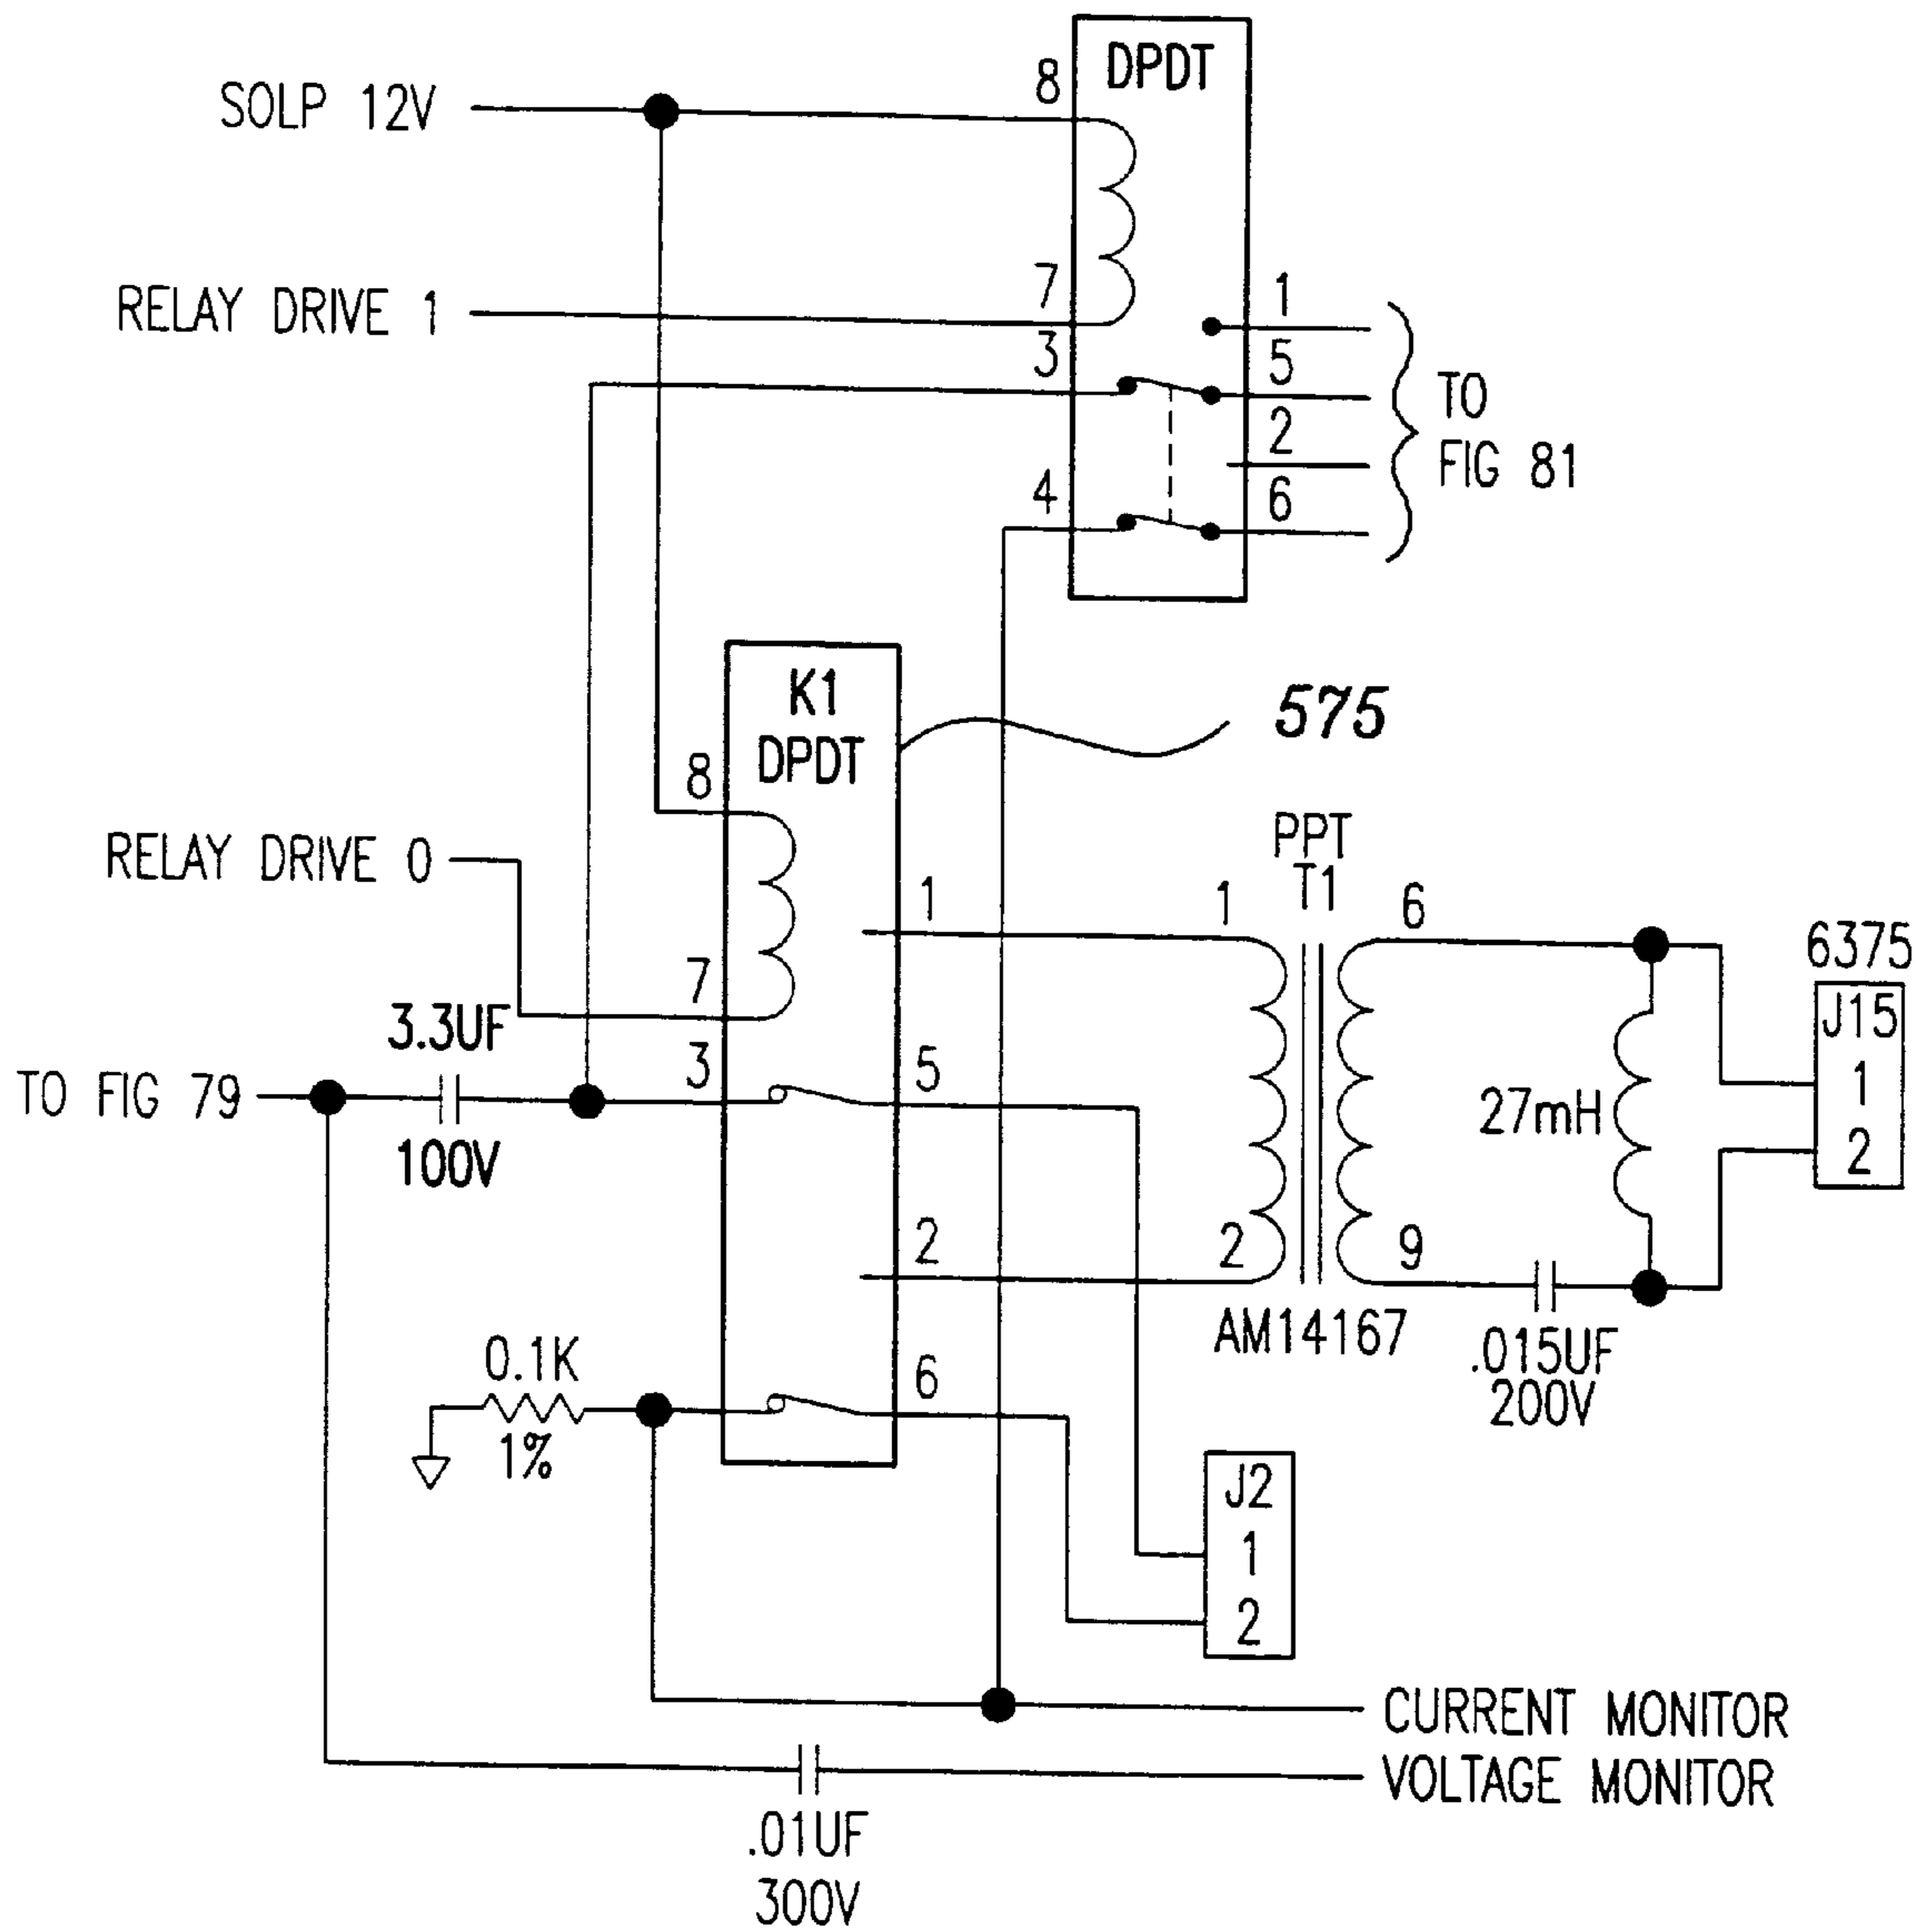 DPDT
8
SOLP 12V
7
RELAY DRIVE 1
1
3
5
TO
2
FIG 81
4
6
K1
DPDT
575
8
RELAY DRIVE 0
PPT
T1
1
1
6
6375
7
J15
3.3UF
3
5
1
TO FIG 79
27mH
100V
2
2
2
9
AM14167
0.1K
.015UF
6
200V
1%
J2
1
2
CURRENT MONITOR
VOLTAGE MONITOR
.01UF
300V